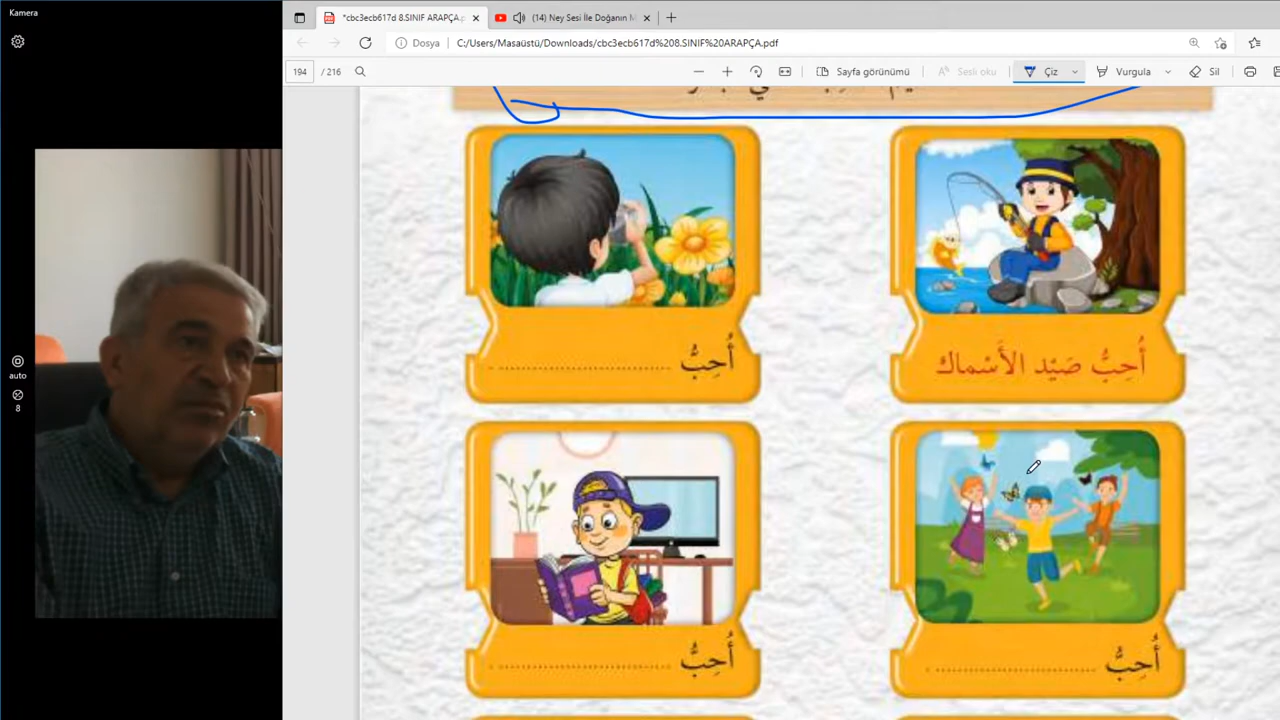 Kamera
*cbc3ecb617d 8.SINIF ARAPÇA.p
(14) Ney Sesi İle Doğanın M
Dosya
C:/Users/Masaüstü/Downloads/cbc3ecb617d%208.SINIF%20ARAPÇA.pdf
194 / 216
Sayfa görünümü
Sesli oku
Çiz
Vurgula
Sil
auto
8
أُحِبُّ صَيْد الأَسْماك
أُحِبُّ ........................ .
أُحِبُّ ........................ .
أُحِبُّ ........................ .